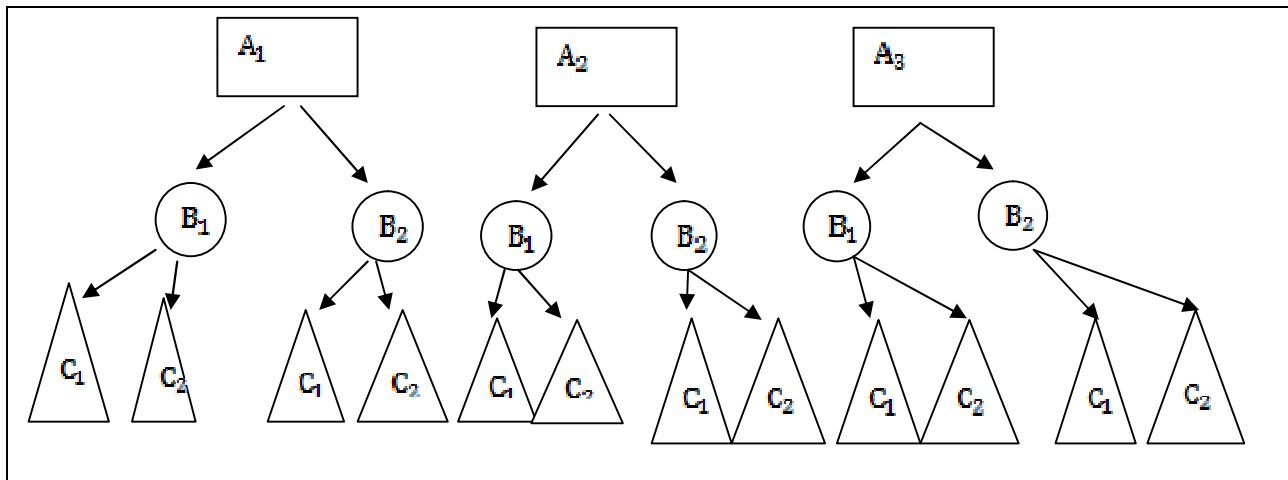 A₁ A₂ A₃
B₁ B₂ B₁ B₂ B₁ B₂
C₁ C₂ C₁ C₂ C₁ C₂ C₁ C₂ C₁ C₂ C₁ C₂